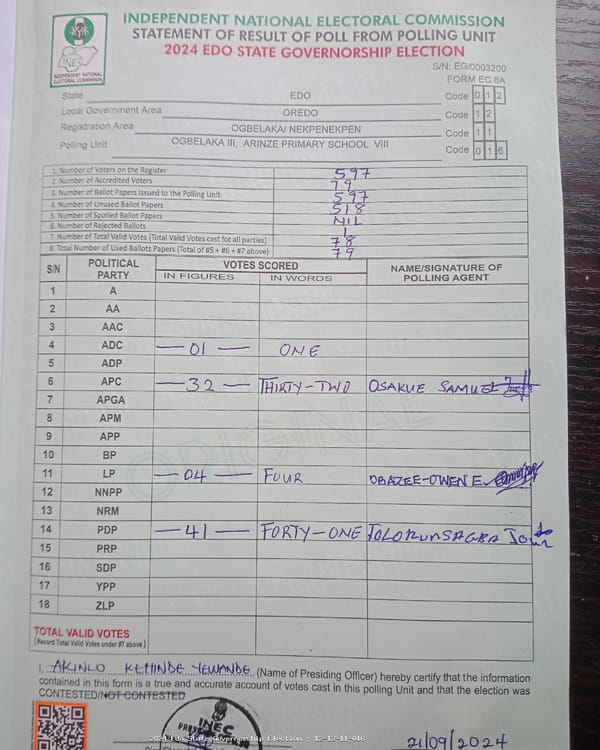 INDEPENDENT NATIONAL ELECTORAL COMMISSION
STATEMENT OF RESULT OF POLL FROM POLLING UNIT
2024 EDO STATE GOVERNORSHIP ELECTION
INEC
INDEPENDENT NATIONAL
ELECTORAL COMMISSION
S/N: EG/0003200
FORM EC 8A
State EDO Code 0 1 2
Local Government Area OREDO Code 1 2
Registration Area OGBELAKA/ NEKPENEKPEN Code 1 1
Polling Unit OGBELAKA III, ARINZE PRIMARY SCHOOL VIII Code 0 1 6
1. Number of Voters on the Register 597
2. Number of Accredited Voters 79
3. Number of Ballot Papers Issued to the Polling Unit 597
4. Number of Unused Ballot Papers 518
5. Number of Spoiled Ballot Papers NIL
6. Number of Rejected Ballots 1
7. Number of Total Valid Votes (Total Valid Votes cast for all parties) 78
8. Total Number of Used Ballots Papers (Total of #5 + #6 + #7 above) 79
S/N POLITICAL PARTY VOTES SCORED NAME/SIGNATURE OF POLLING AGENT
IN FIGURES IN WORDS
1 A
2 AA
3 AAC
4 ADC —01— ONE
5 ADP
6 APC —32— THIRTY-TWO OSAKUE SAMUEL
7 APGA
8 APM
9 APP
10 BP
11 LP —04— FOUR OBAZEE-OWEN E.
12 NNPP
13 NRM
14 PDP —41— FORTY-ONE
15 PRP
16 SDP
17 YPP
18 ZLP
ORIGINAL
TOTAL VALID VOTES
(Record Total Valid Votes under #7 above)
I, AKINLO KEHINDE YEWANDE (Name of Presiding Officer) hereby certify that the information
contained in this form is a true and accurate account of votes cast in this polling Unit and that the election was
CONTESTED/NOT CONTESTED
INEC
2024 Edo State Governorship Election : 12-12-11-016
21/09/2024